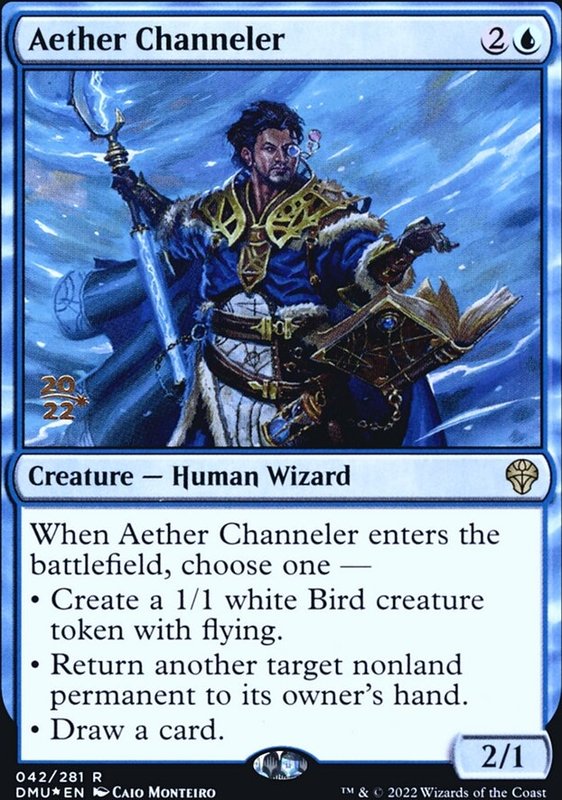 Aether Channeler 2
20
22*
Creature — Human Wizard
When Aether Channeler enters the
battlefield, choose one —
• Create a 1/1 white Bird creature
token with flying.
• Return another target nonland
permanent to its owner's hand.
• Draw a card.
2/1
042/281 R
DMU★EN Caio Monteiro
™ & © 2022 Wizards of the Coast